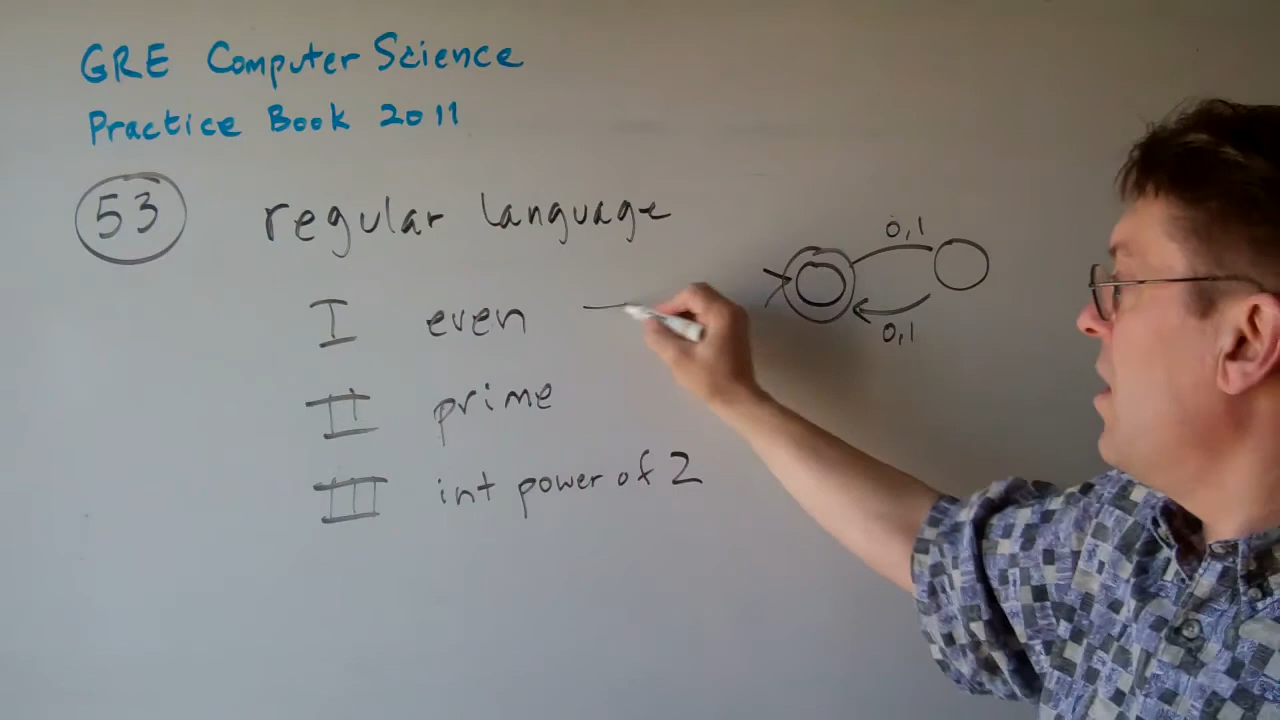 GRE Computer Science
Practice Book 2011
53 regular language
I even
II prime
III int power of 2
0,1
0,1